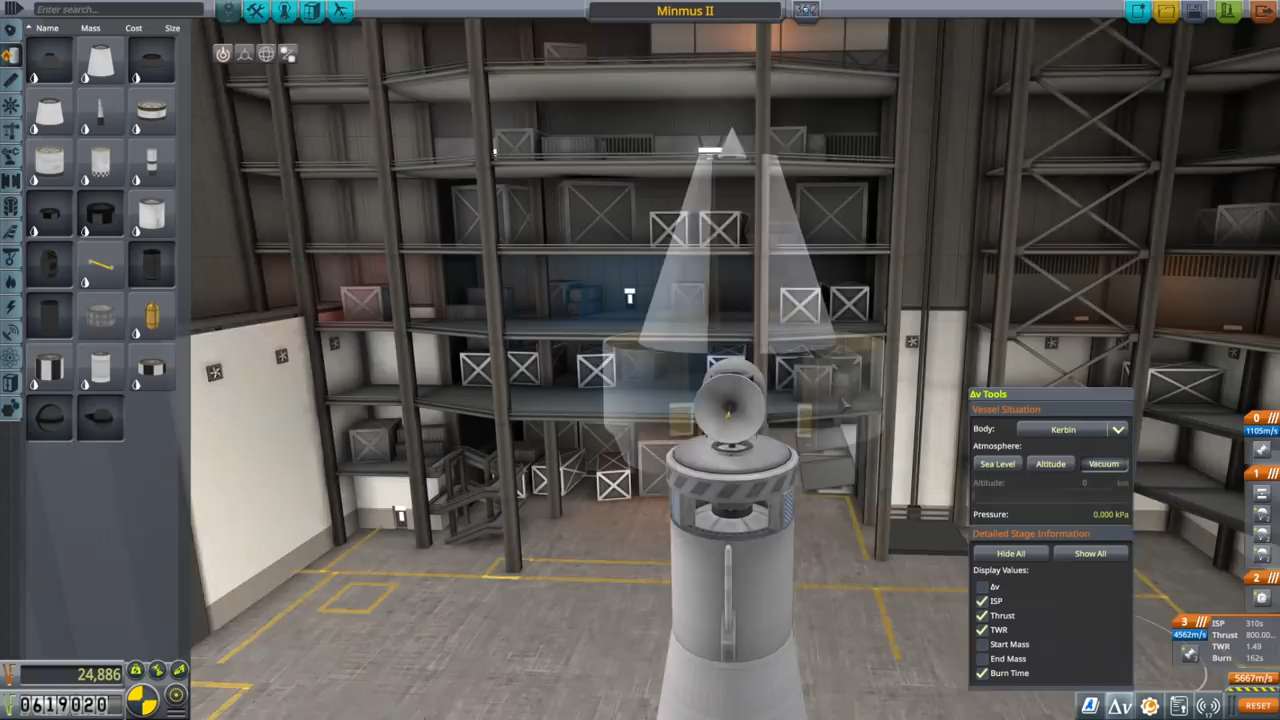 Enter search...
Minmus II
Name Mass Cost Size
Δv Tools
Vessel Situation
Body: Kerbin
Atmosphere:
Sea Level Altitude Vacuum
Altitude: 0 km
Pressure: 0.000 kPa
Detailed Stage Information
Hide All Show All
Display Values:
Δv
ISP
Thrust
TWR
Start Mass
End Mass
Burn Time
0
1105m/s
1
2
3
4562m/s
ISP 310s
Thrust 800.00...
TWR 1.49
Burn 162s
5667m/s
RESET
24,886
0619020
Δv